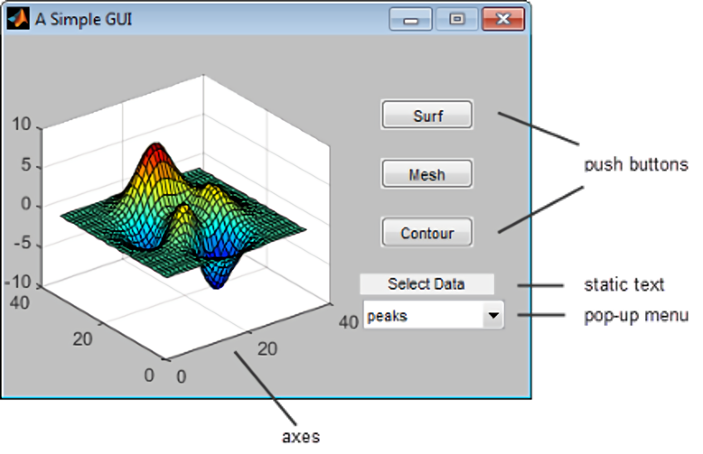 A Simple GUI
Surf
push buttons
Mesh
Contour
Select Data
static text
peaks
pop-up menu
10
5
0
-5
-10
40
20
0
0
20
40
axes